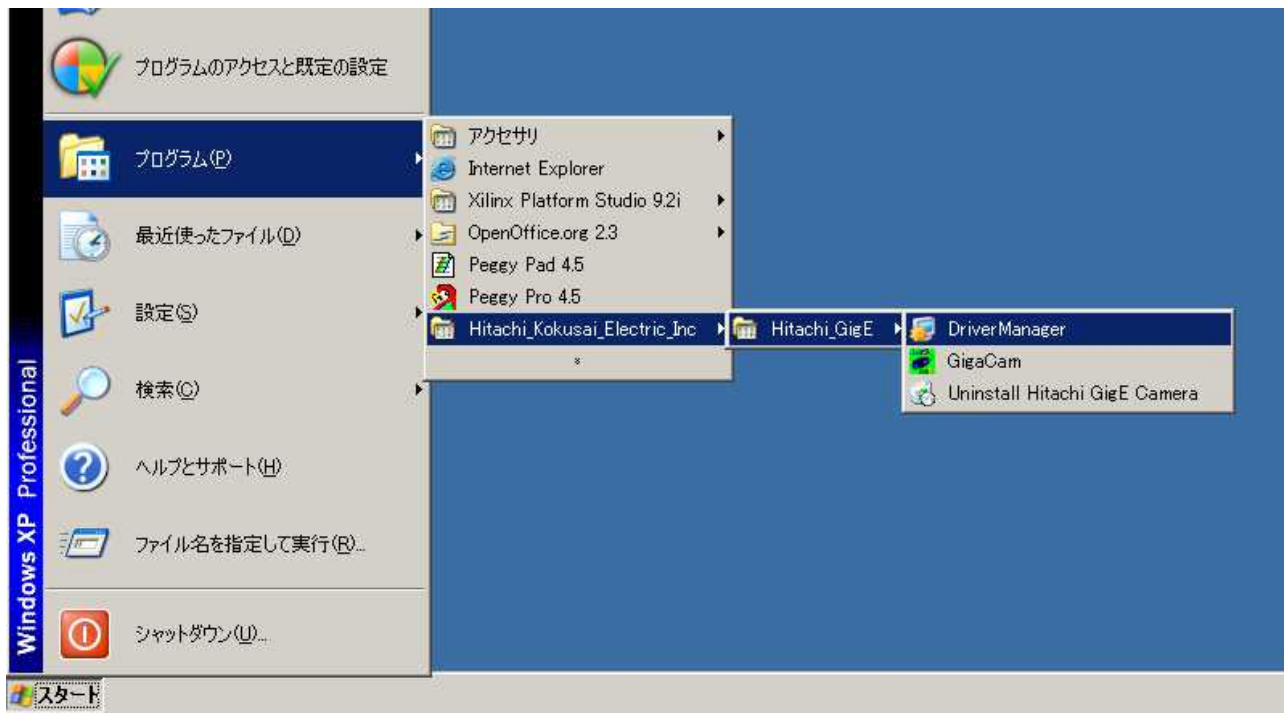 プログラムのアクセスと既定の設定
プログラム(P)
最近使ったファイル(D)
設定(S)
検索(C)
ヘルプとサポート(H)
ファイル名を指定して実行(R)...
シャットダウン(U)...
Windows XP Professional
スタート
アクセサリ
Internet Explorer
Xilinx Platform Studio 9.2i
OpenOffice.org 2.3
Peggy Pad 4.5
Peggy Pro 4.5
Hitachi_Kokusai_Electric_Inc
Hitachi_GigE
DriverManager
GigaCam
Uninstall Hitachi GigE Camera